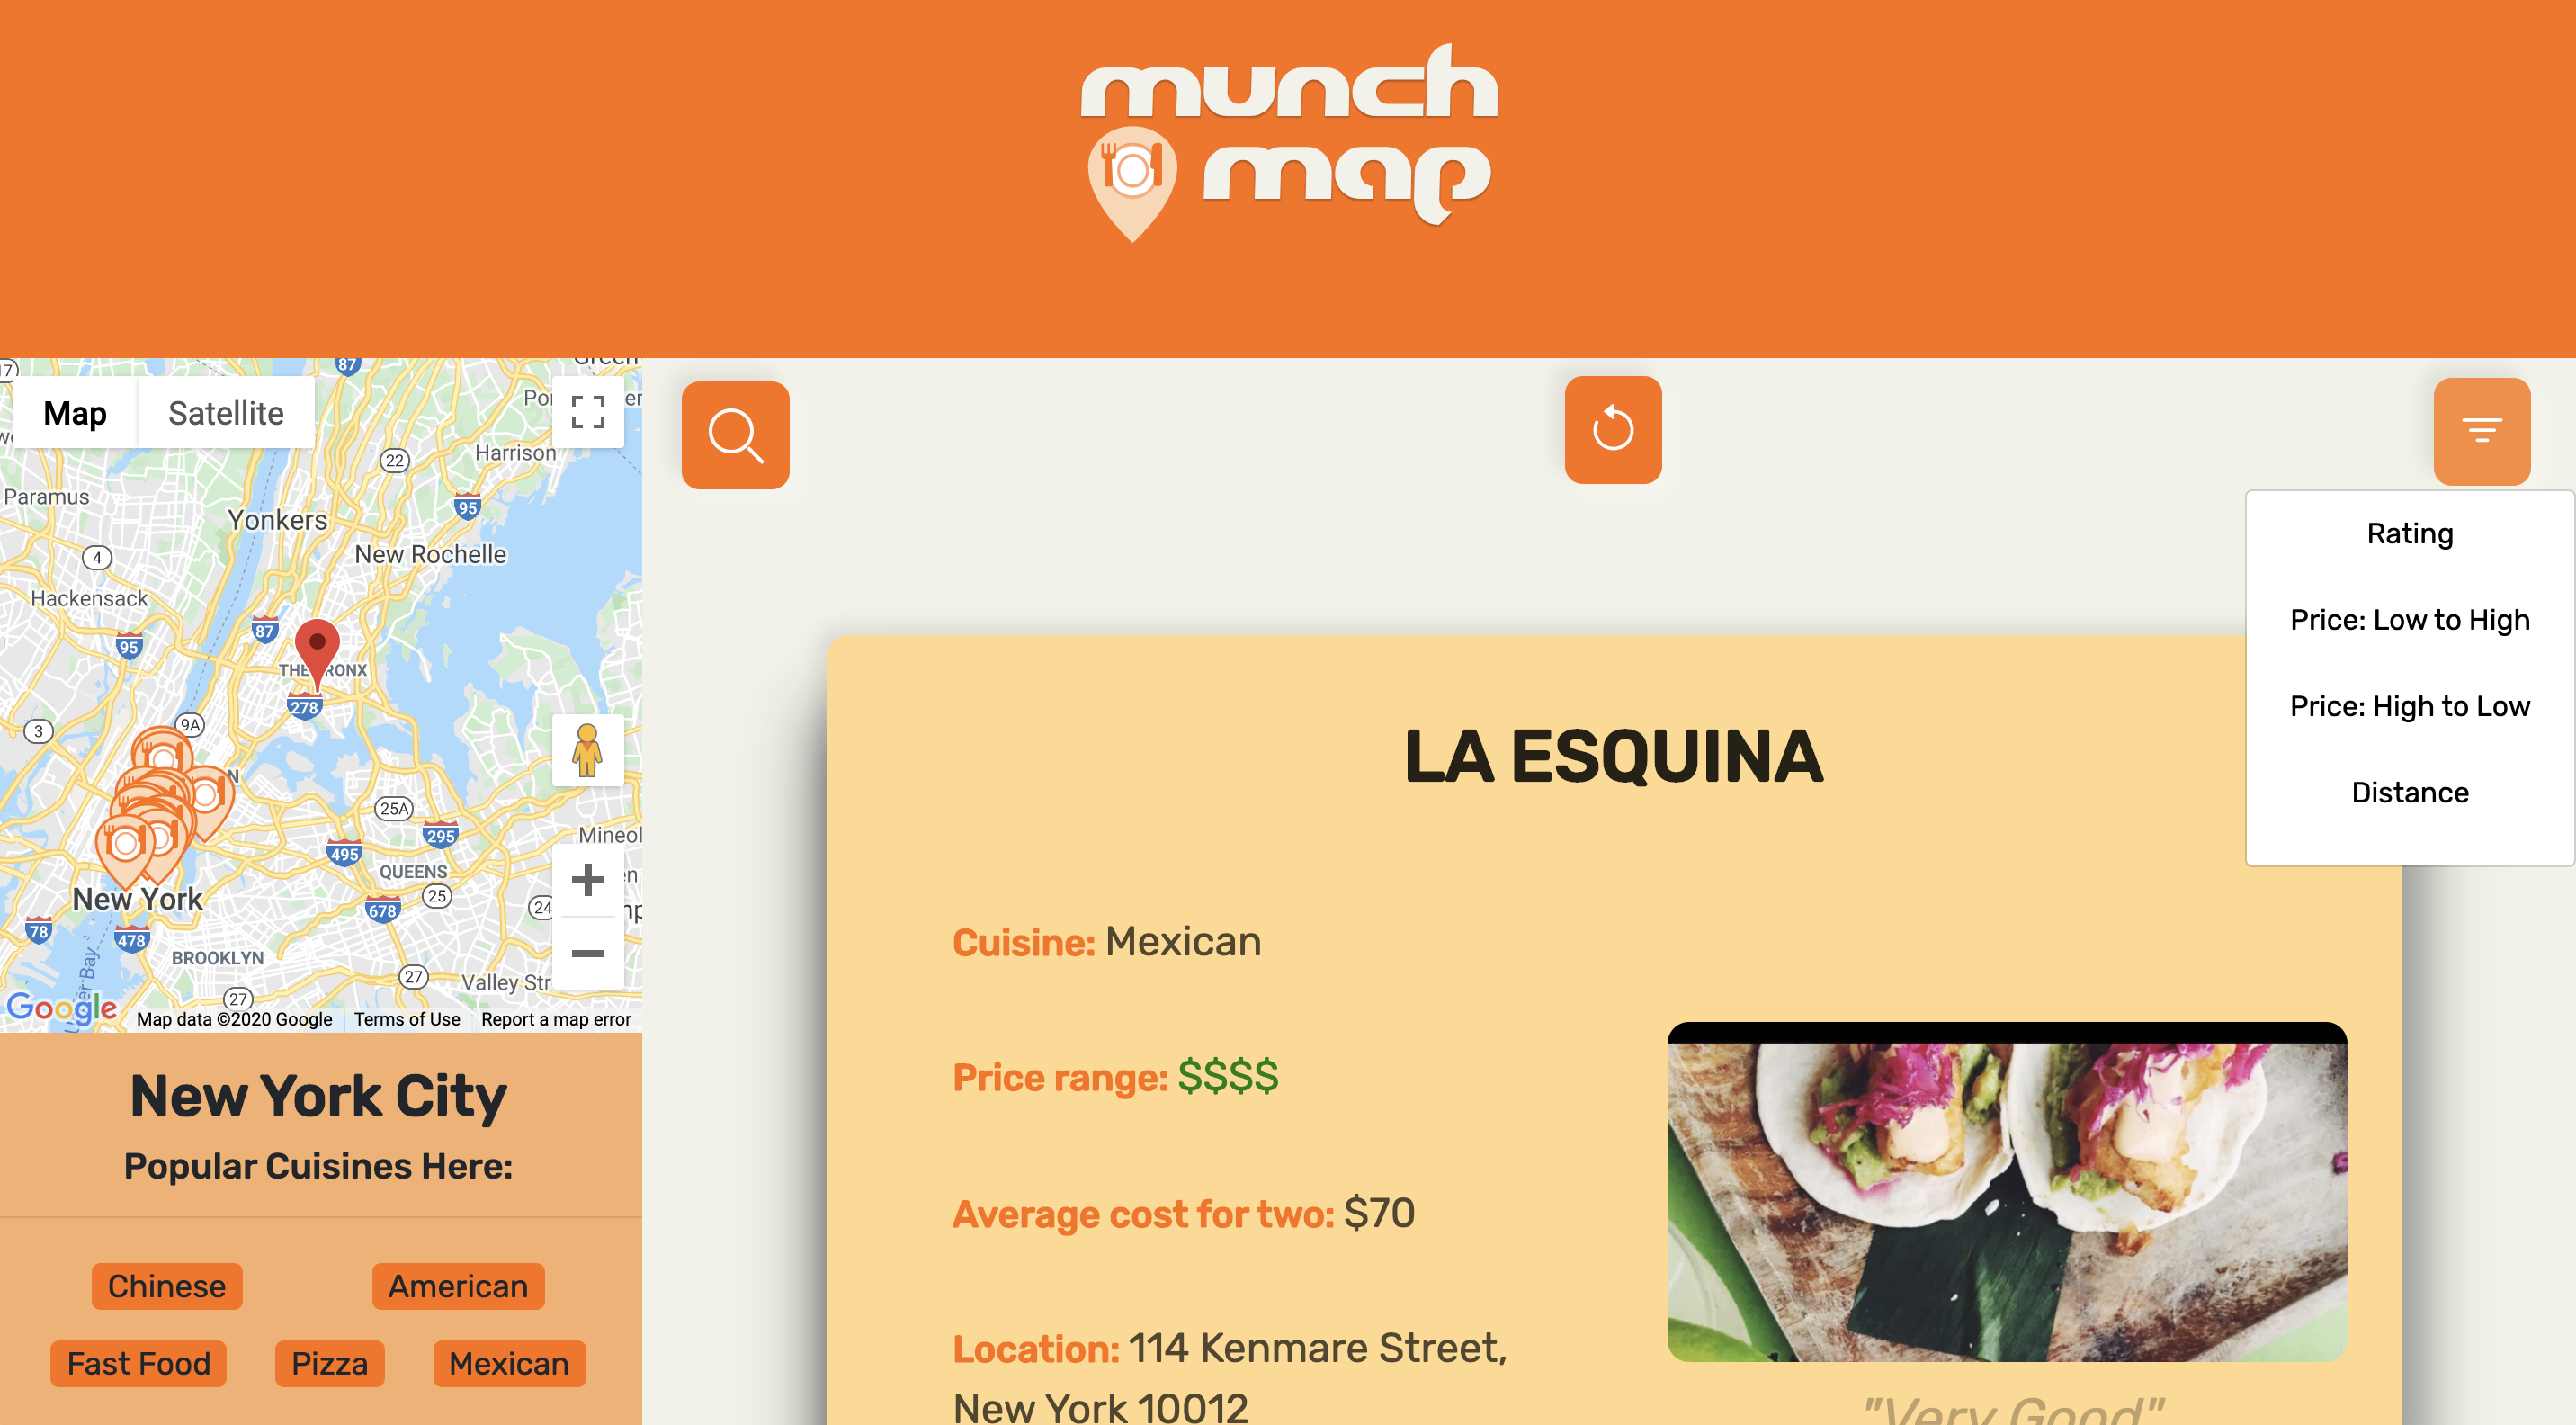 munch
map
Map
Satellite
87
22
Harrison
95
Paramus
Yonkers
New Rochelle
4
Hackensack
87
95
THE BRONX
278
9A
3
25A
295
Mineol
495
QUEENS
25
New York
678
24
78
478
BROOKLYN
27
Valley Str
27
Google
Map data ©2020 Google
Terms of Use
Report a map error
New York City
Popular Cuisines Here:
Chinese
American
Fast Food
Pizza
Mexican
Rating
Price: Low to High
Price: High to Low
Distance
LA ESQUINA
Cuisine: Mexican
Price range: $$$$
Average cost for two: $70
Location: 114 Kenmare Street,
New York 10012
"Very Good"